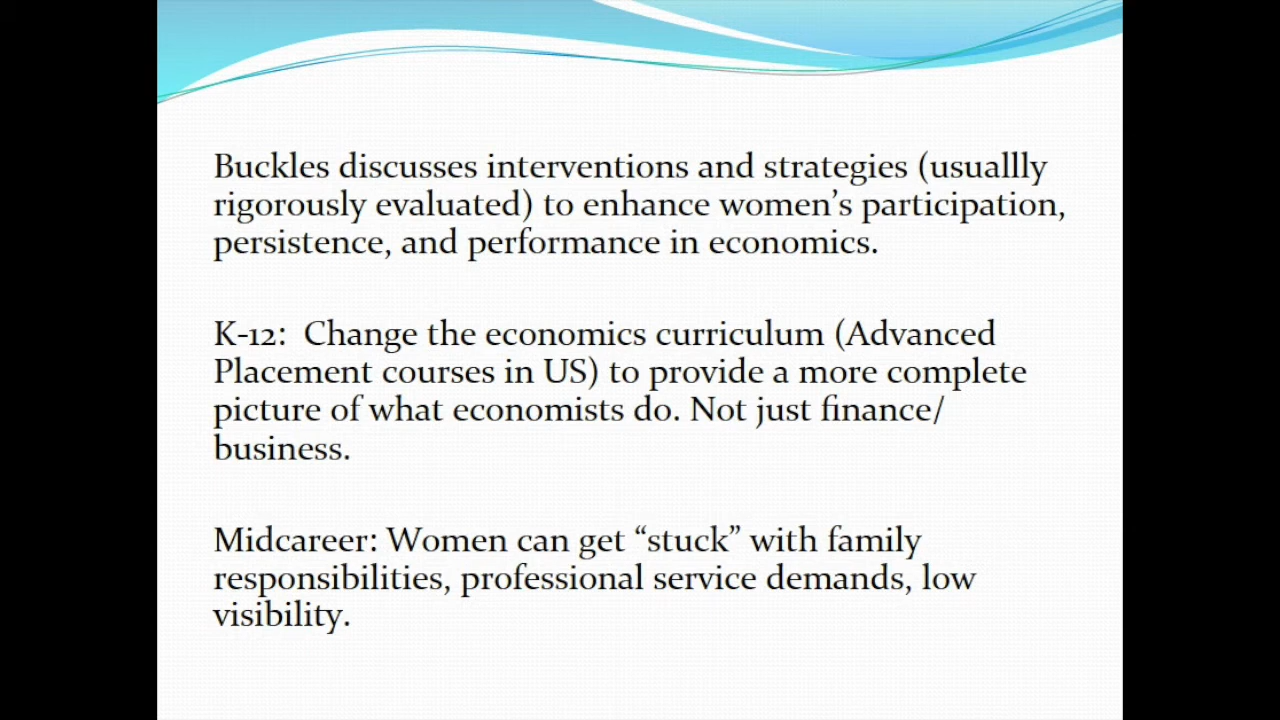 Buckles discusses interventions and strategies (usuallly
rigorously evaluated) to enhance women’s participation,
persistence, and performance in economics.
K-12:  Change the economics curriculum (Advanced
Placement courses in US) to provide a more complete
picture of what economists do. Not just finance/
business.
Midcareer: Women can get “stuck” with family
responsibilities, professional service demands, low
visibility.